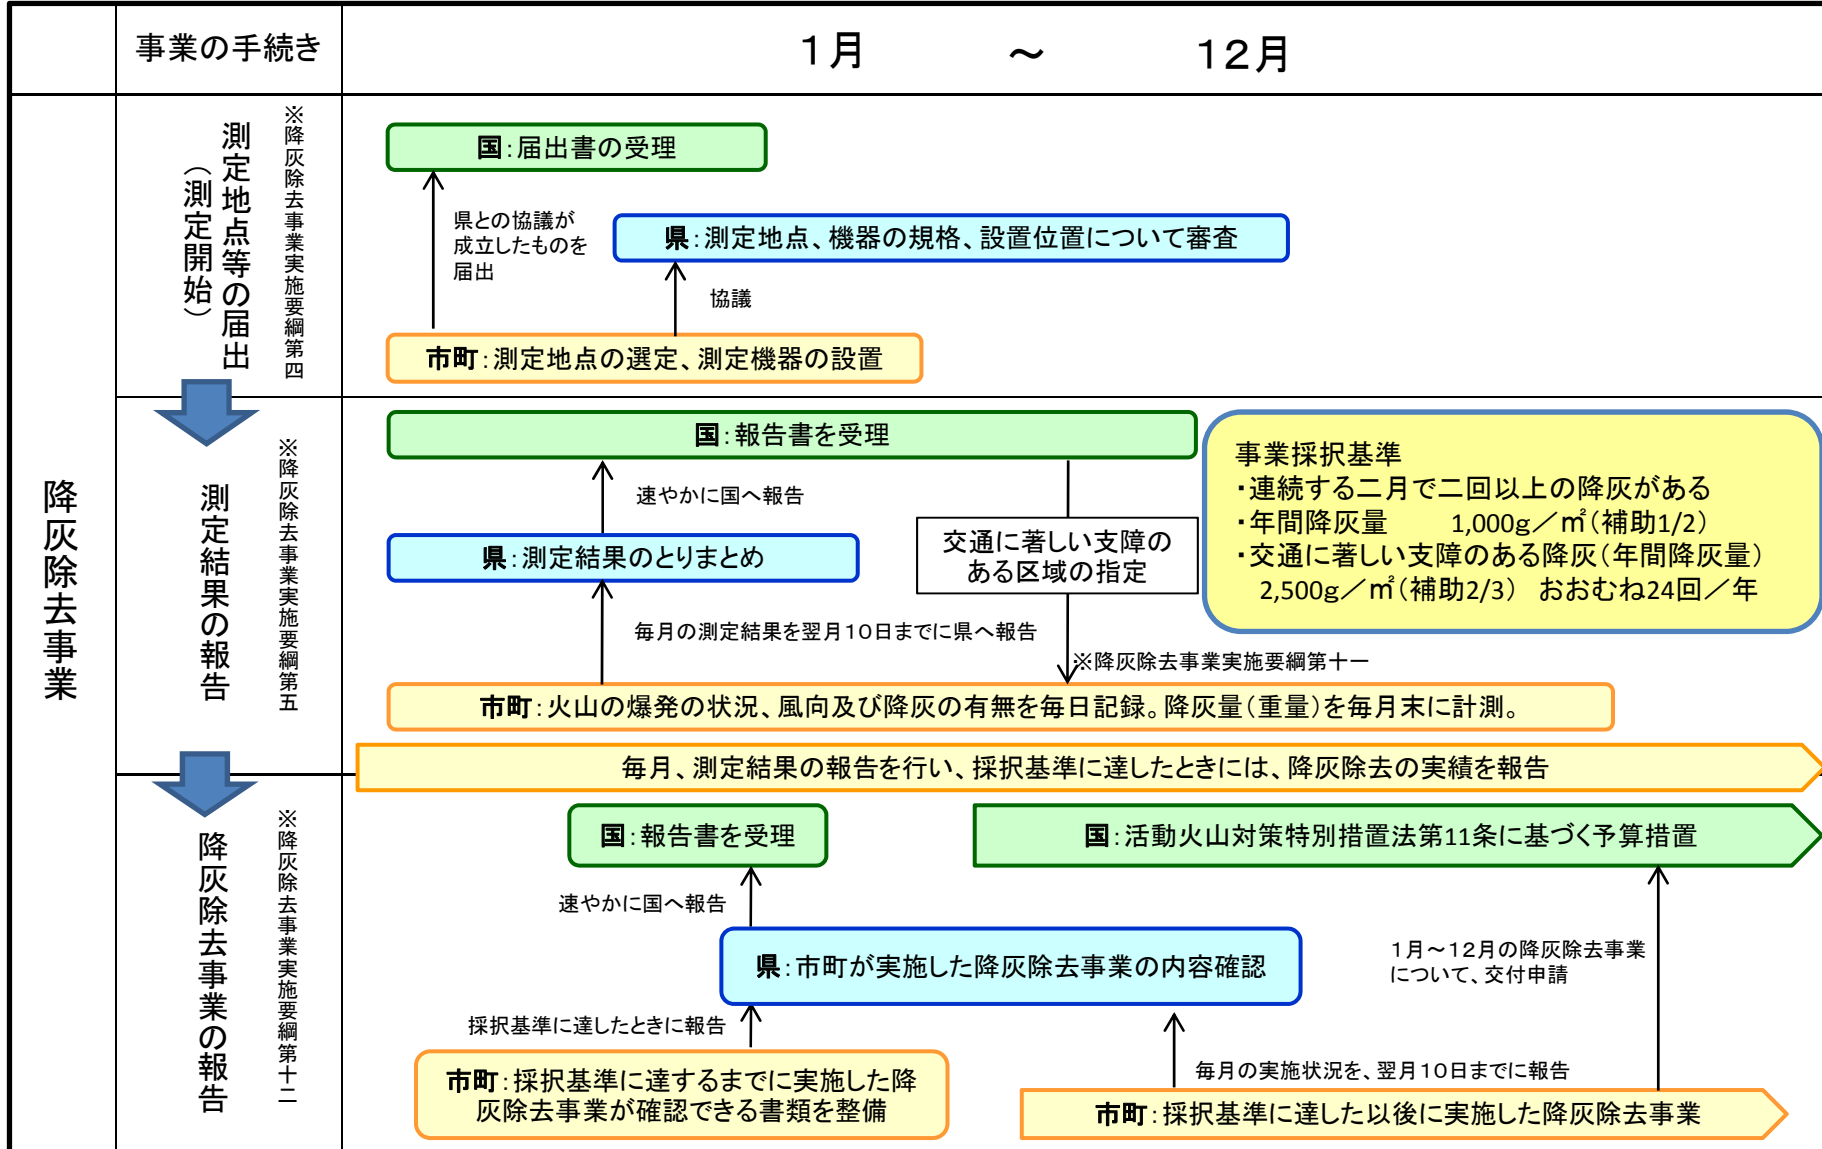 事業の手続き
1月 ～ 12月
降灰除去事業
測定地点等の届出
（測定開始）
※降灰除去事業実施要綱第四
国：届出書の受理
県との協議が
成立したものを
届出
県：測定地点、機器の規格、設置位置について審査
協議
市町：測定地点の選定、測定機器の設置
測定結果の報告
※降灰除去事業実施要綱第五
国：報告書を受理
速やかに国へ報告
県：測定結果のとりまとめ
交通に著しい支障の
ある区域の指定
毎月の測定結果を翌月10日までに県へ報告
※降灰除去事業実施要綱第十一
市町：火山の爆発の状況、風向及び降灰の有無を毎日記録。降灰量（重量）を毎月末に計測。
事業採択基準
・連続する二月で二回以上の降灰がある
・年間降灰量 1,000g／㎡（補助1/2）
・交通に著しい支障のある降灰（年間降灰量）
2,500g／㎡（補助2/3） おおむね24回／年
毎月、測定結果の報告を行い、採択基準に達したときには、降灰除去の実績を報告
降灰除去事業の報告
※降灰除去事業実施要綱第十二
国：報告書を受理
国：活動火山対策特別措置法第11条に基づく予算措置
速やかに国へ報告
県：市町が実施した降灰除去事業の内容確認
1月～12月の降灰除去事業
について、交付申請
採択基準に達したときに報告
毎月の実施状況を、翌月10日までに報告
市町：採択基準に達するまでに実施した降
灰除去事業が確認できる書類を整備
市町：採択基準に達した以後に実施した降灰除去事業